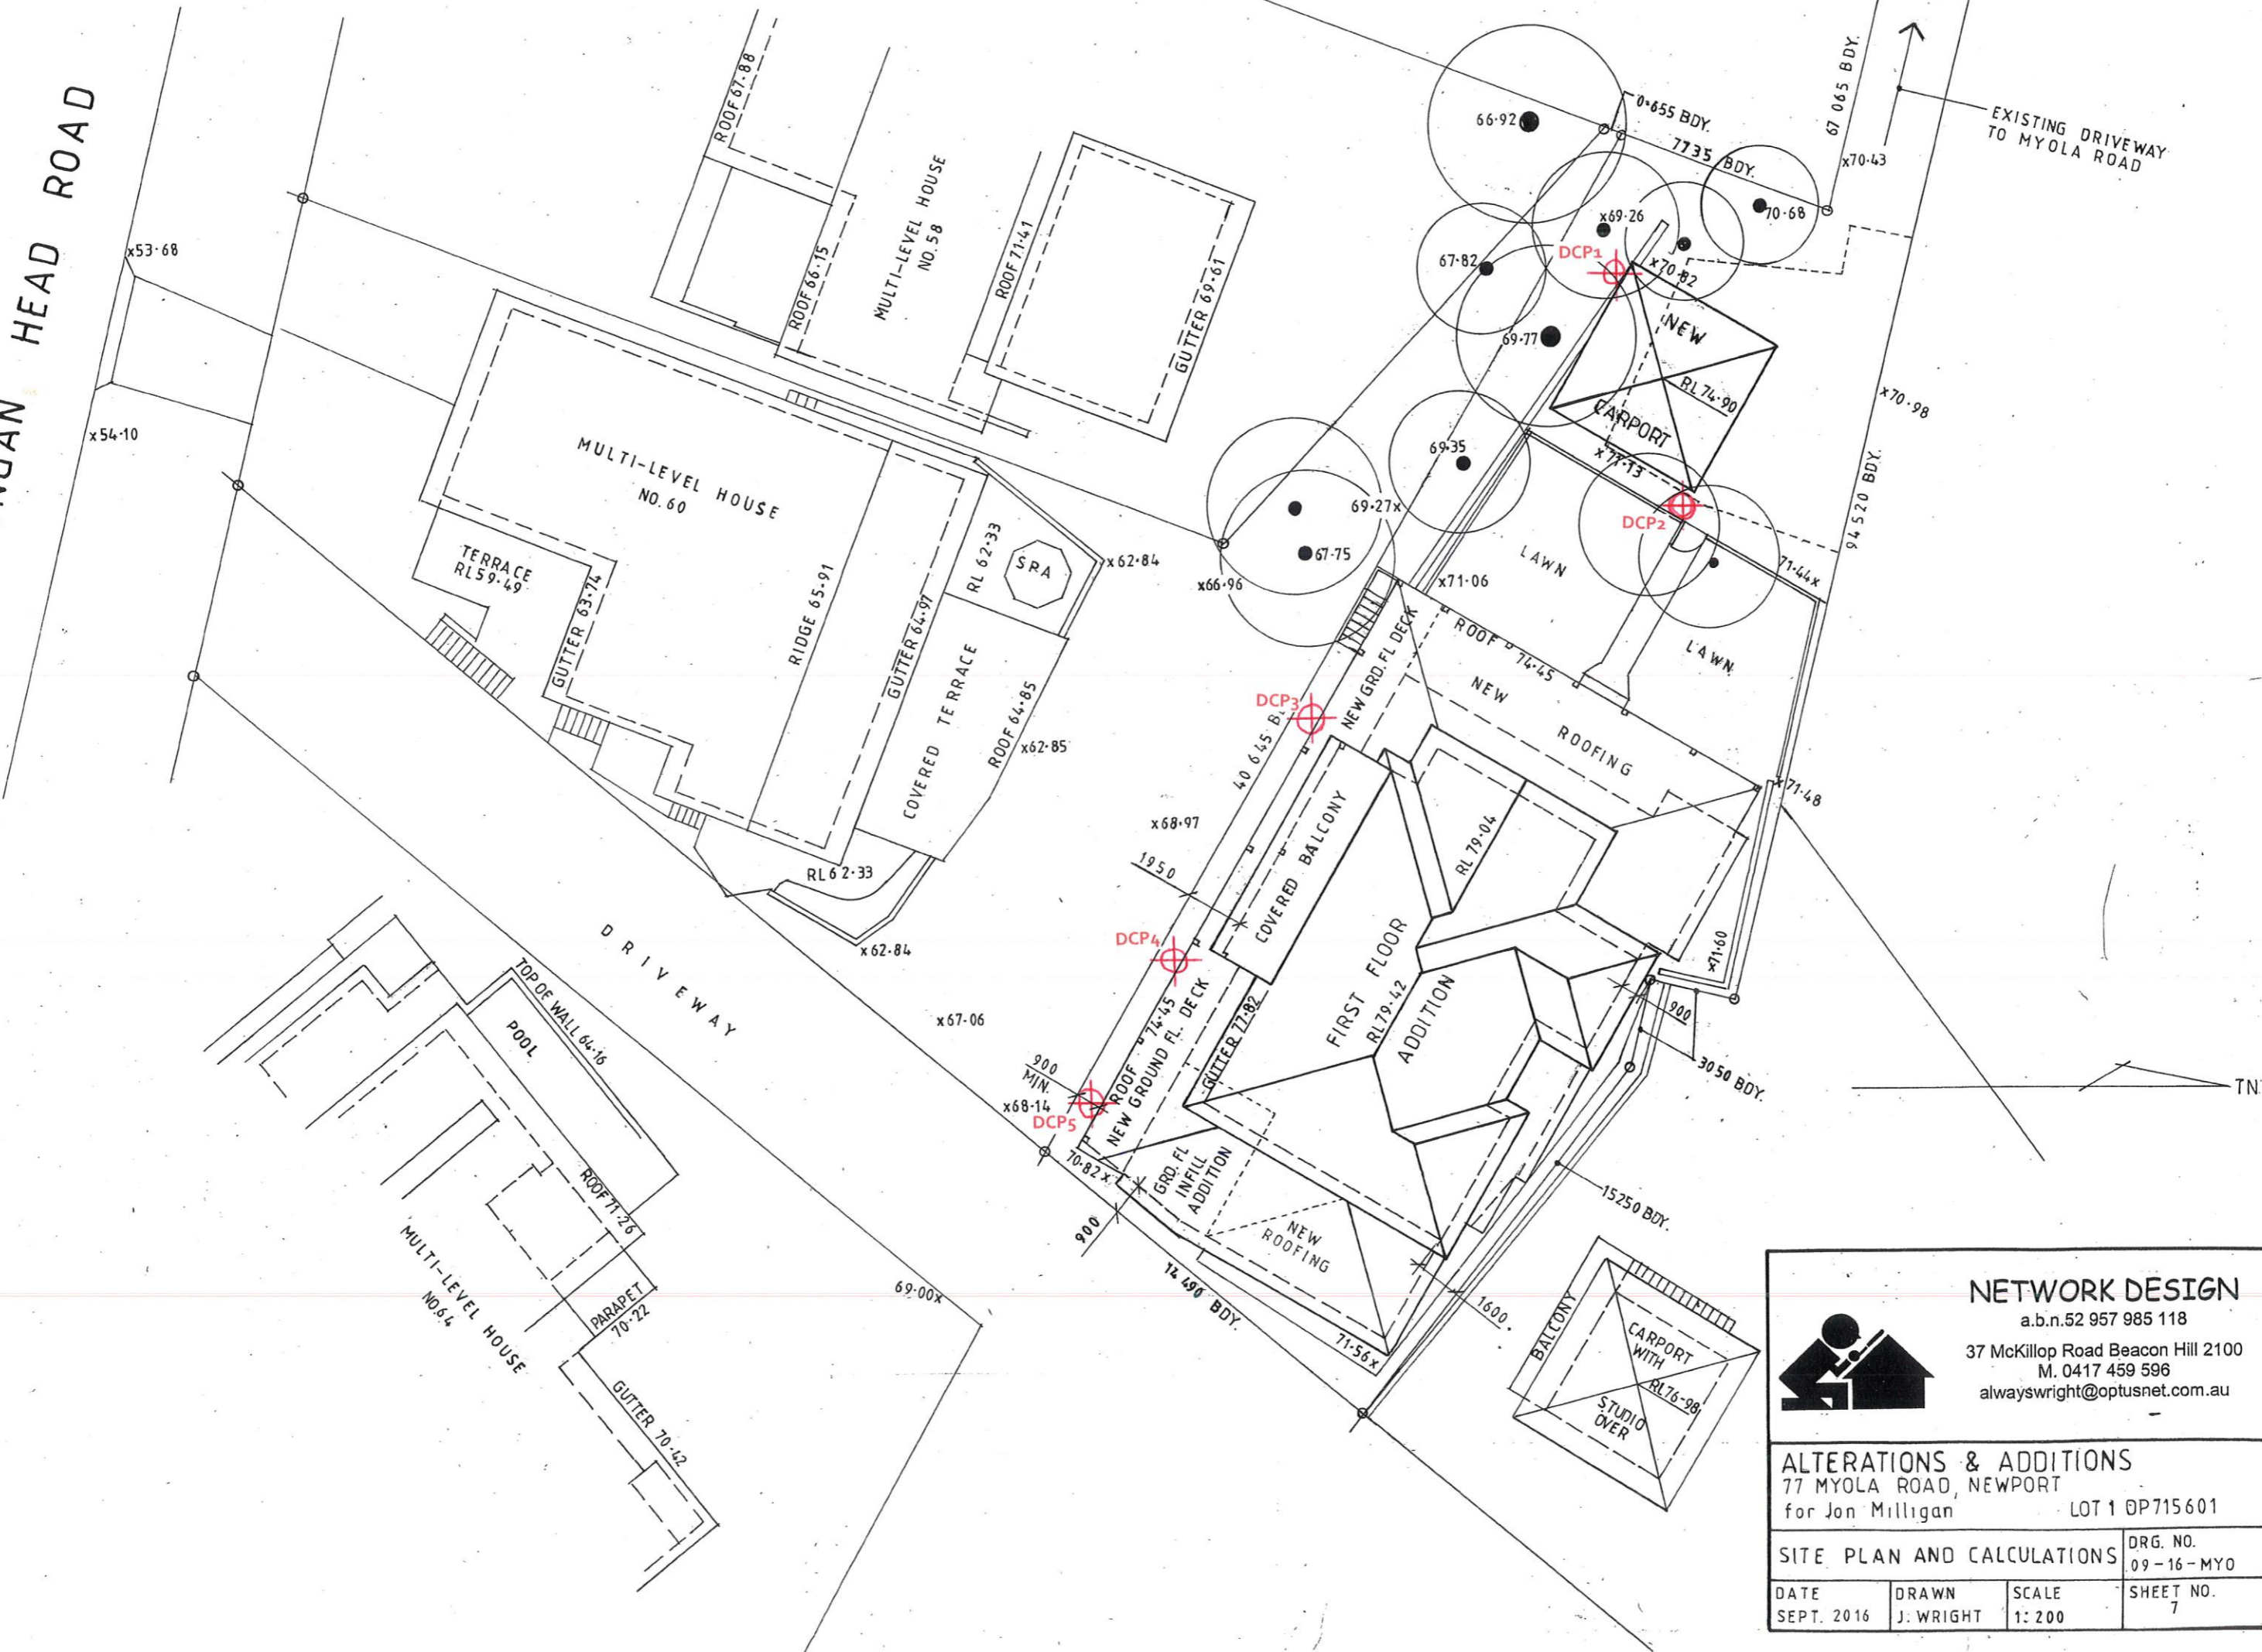 NGAN HEAD ROAD
x53·68
x54·10
ROOF 67·88
ROOF 66·15
MULTI-LEVEL HOUSE
NO.58
ROOF 71·41
GUTTER 69·61
MULTI-LEVEL HOUSE
NO.60
TERRACE
RL59·49
GUTTER 63·74
RIDGE 65·91
GUTTER 64·97
RL 62·33
SPA
x62·84
COVERED TERRACE
ROOF 64·85
x62·85
RL62·33
x62·84
DRIVEWAY
POOL
TOP OF WALL 64·16
ROOF 71·26
MULTI-LEVEL HOUSE
NO.64
PARAPET
70·22
GUTTER 70·42
69·00x
x67·06
x68·97
x68·14
x66·96
66·92
0·655 BDY.
7735 BDY.
67 065 BDY.
EXISTING DRIVEWAY
TO MYOLA ROAD
x70·43
70·68
x69·26
DCP1
67·82
x70·82
69·77
NEW
CARPORT
RL74·90
x70·98
94 520 BDY.
69·35
x71·13
DCP2
69·27x
67·75
LAWN
LAWN
71·44x
x71·06
ROOF 74·45
NEW
ROOFING
x71·48
NEW GRD. FL DECK
DCP3
40 645 B
1950
COVERED BALCONY
RL 79·04
DCP4
FIRST FLOOR
RL79·42
ADDITION
x71·60
900
3050 BDY.
ROOF 74·45
NEW GROUND FL. DECK
GUTTER 77·82
900
MIN.
DCP5
70·82x
GRD. FL
INFILL
ADDITION
900
NEW
ROOFING
14 490 BDY.
71·56x
1600
15250 BDY.
TN
BALCONY
CARPORT
WITH
RL76·98
STUDIO
OVER
NETWORK DESIGN
a.b.n.52 957 985 118
37 McKillop Road Beacon Hill 2100
M. 0417 459 596
alwayswright@optusnet.com.au
ALTERATIONS & ADDITIONS
77 MYOLA ROAD, NEWPORT
for Jon Milligan LOT 1 DP715601
SITE PLAN AND CALCULATIONS
DRG. NO.
09-16-MYO
DATE
SEPT. 2016
DRAWN
J. WRIGHT
SCALE
1:200
SHEET NO.
7